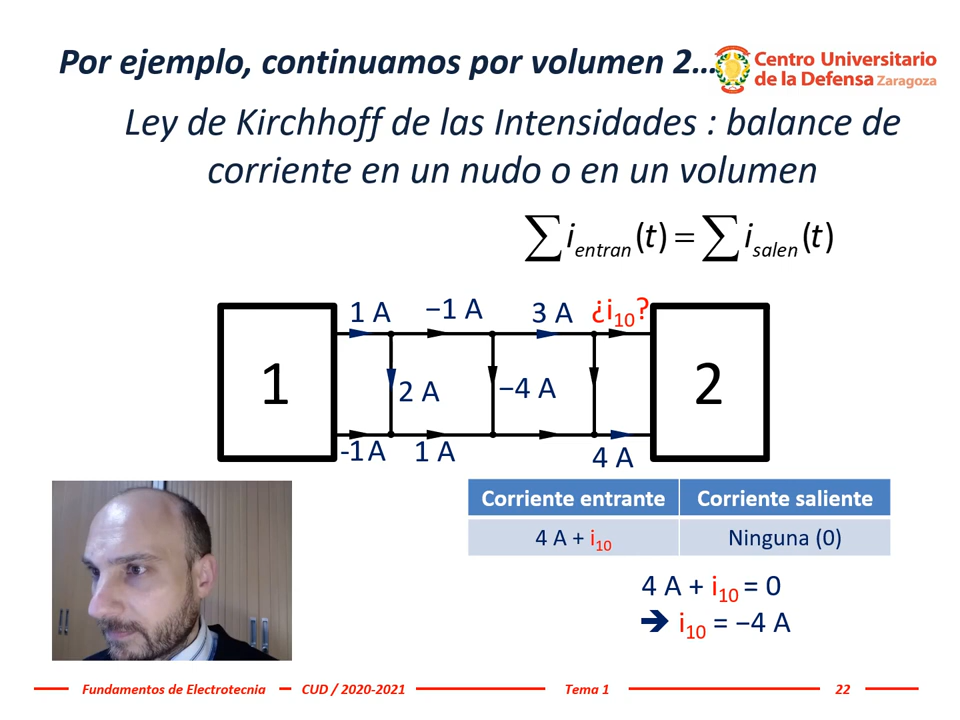 Por ejemplo, continuamos por volumen 2...
Centro Universitario
de la Defensa Zaragoza
Ley de Kirchhoff de las Intensidades : balance de
corriente en un nudo o en un volumen
∑ i entran (t) = ∑ i salen (t)
1 A −1 A 3 A ¿i10?
1 2
2 A −4 A
-1 A 1 A 4 A
Corriente entrante Corriente saliente
4 A + i10 Ninguna (0)
4 A + i10 = 0
➔ i10 = −4 A
Fundamentos de Electrotecnia CUD / 2020-2021 Tema 1 22